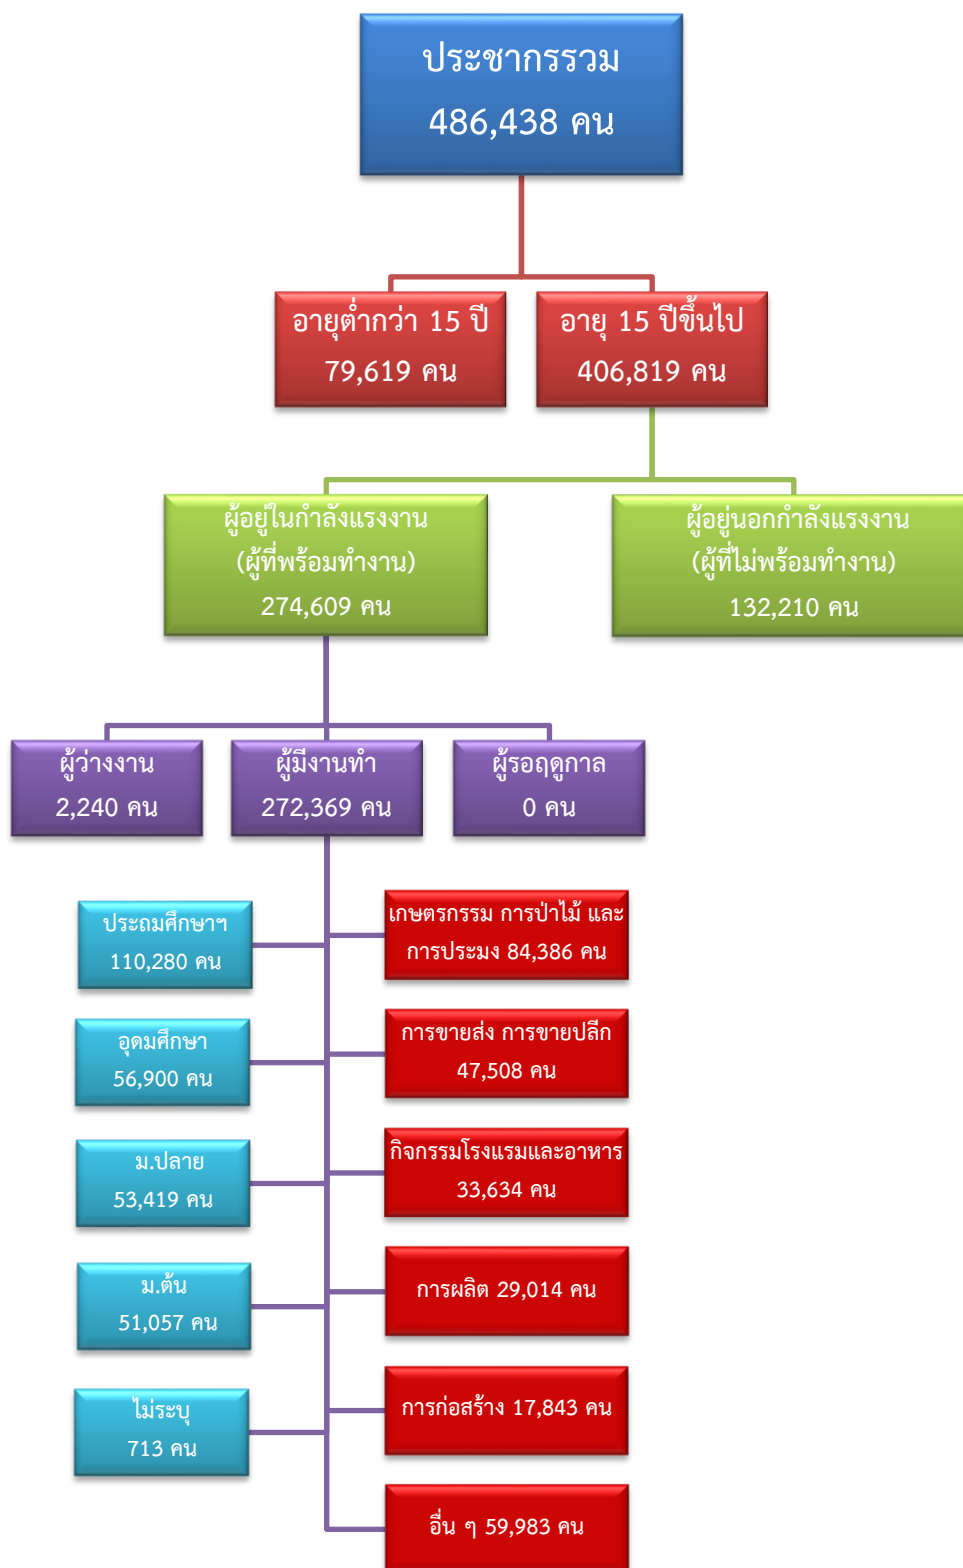 ประชากรรวม
486,438 คน
อายุต่ำกว่า 15 ปี
79,619 คน
อายุ 15 ปีขึ้นไป
406,819 คน
ผู้อยู่ในกำลังแรงงาน
(ผู้ที่พร้อมทำงาน)
274,609 คน
ผู้อยู่นอกกำลังแรงงาน
(ผู้ที่ไม่พร้อมทำงาน)
132,210 คน
ผู้ว่างงาน
2,240 คน
ผู้มีงานทำ
272,369 คน
ผู้รอฤดูกาล
0 คน
ประถมศึกษาฯ
110,280 คน
อุดมศึกษา
56,900 คน
ม.ปลาย
53,419 คน
ม.ต้น
51,057 คน
ไม่ระบุ
713 คน
เกษตรกรรม การป่าไม้ และ
การประมง 84,386 คน
การขายส่ง การขายปลีก
47,508 คน
กิจกรรมโรงแรมและอาหาร
33,634 คน
การผลิต 29,014 คน
การก่อสร้าง 17,843 คน
อื่น ๆ 59,983 คน